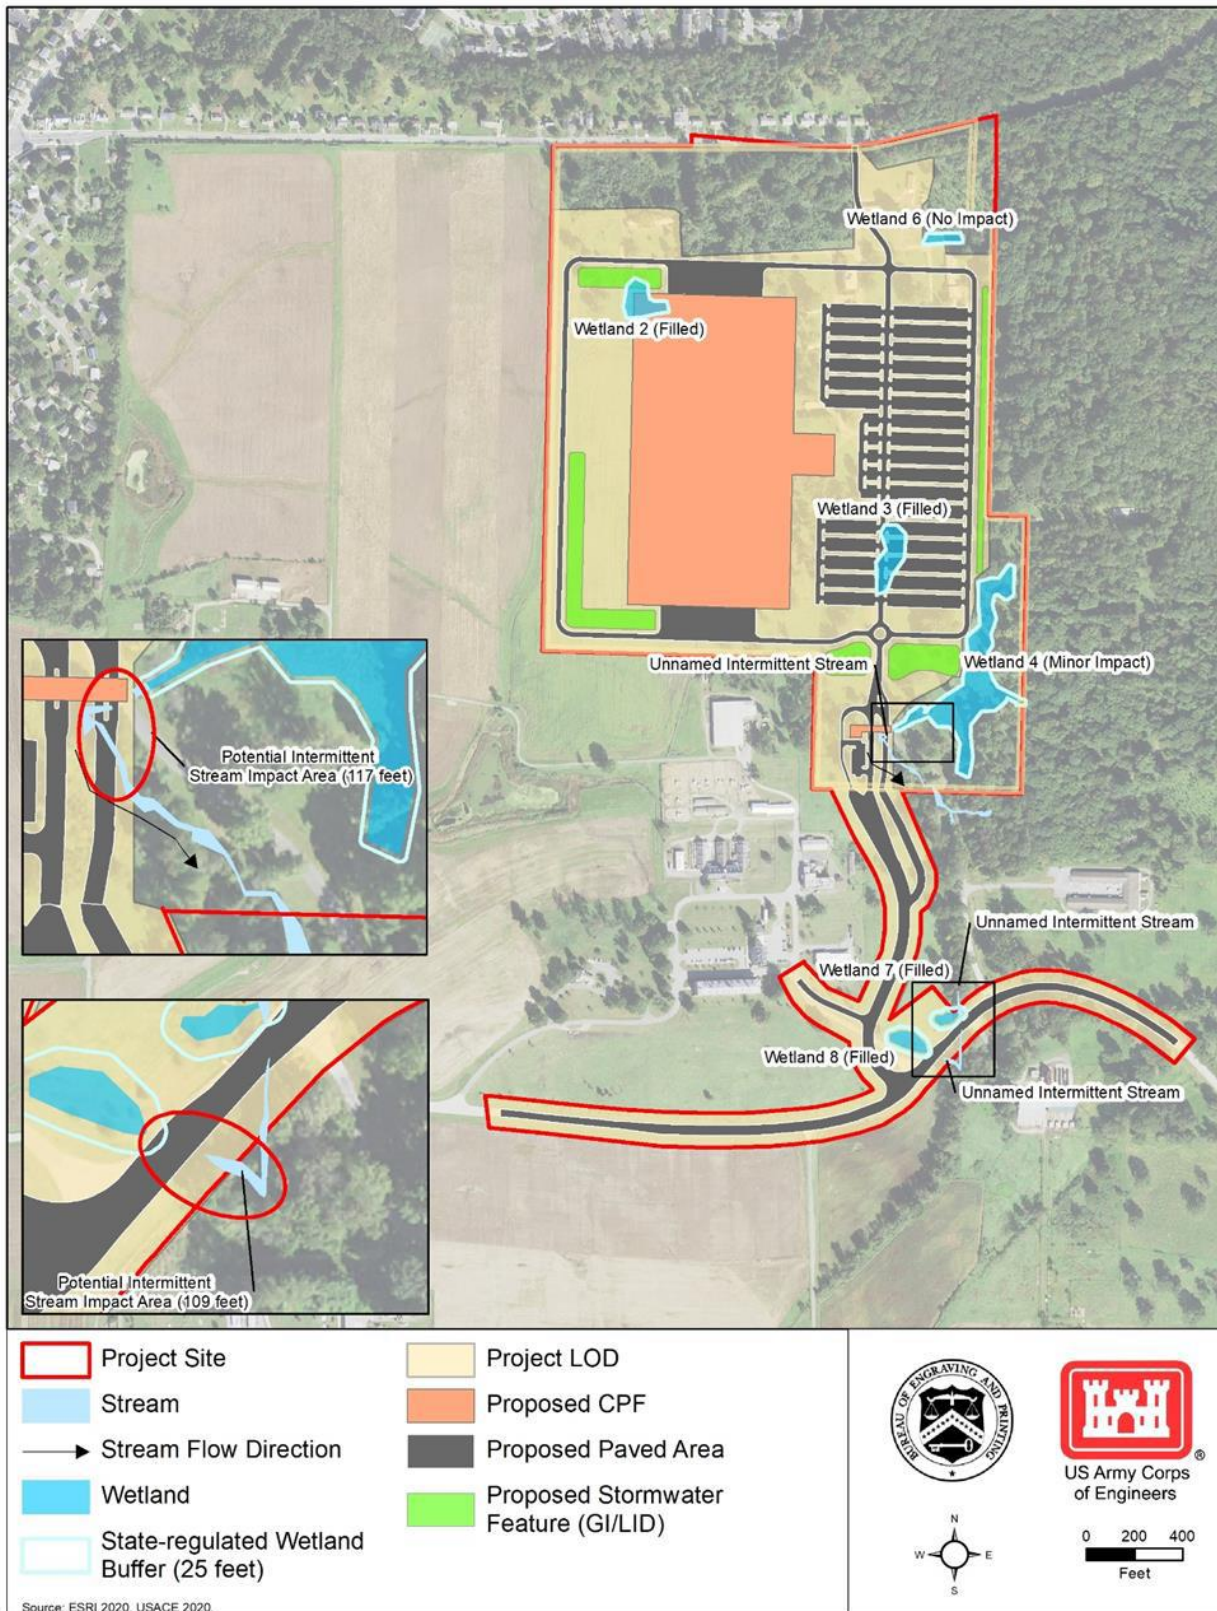 Wetland 6 (No Impact)
Wetland 2 (Filled)
Wetland 3 (Filled)
Unnamed Intermittent Stream
Wetland 4 (Minor Impact)
Potential Intermittent
Stream Impact Area (117 feet)
Unnamed Intermittent Stream
Wetland 7 (Filled)
Wetland 8 (Filled)
Unnamed Intermittent Stream
Potential Intermittent
Stream Impact Area (109 feet)
Project Site
Stream
Stream Flow Direction
Wetland
State-regulated Wetland
Buffer (25 feet)
Project LOD
Proposed CPF
Proposed Paved Area
Proposed Stormwater
Feature (GI/LID)
BUREAU OF ENGRAVING AND PRINTING
®
US Army Corps
of Engineers
N
W E
S
0 200 400
Feet
Source: ESRI 2020, USACE 2020